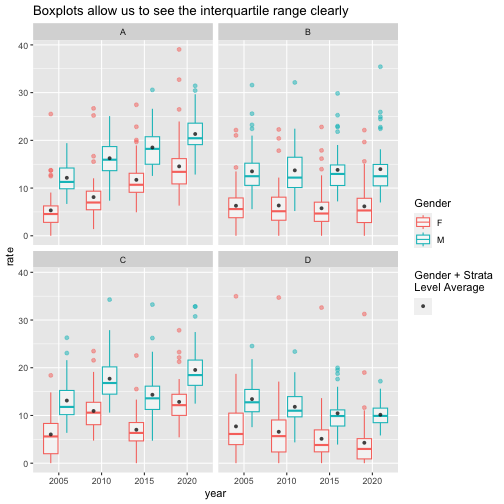 Boxplots allow us to see the interquartile range clearly
A
B
40
30
20
10
0
C
D
40
30
20
10
0
2005
2010
2015
2020
2005
2010
2015
2020
rate
year
Gender
F
M
Gender + Strata
Level Average